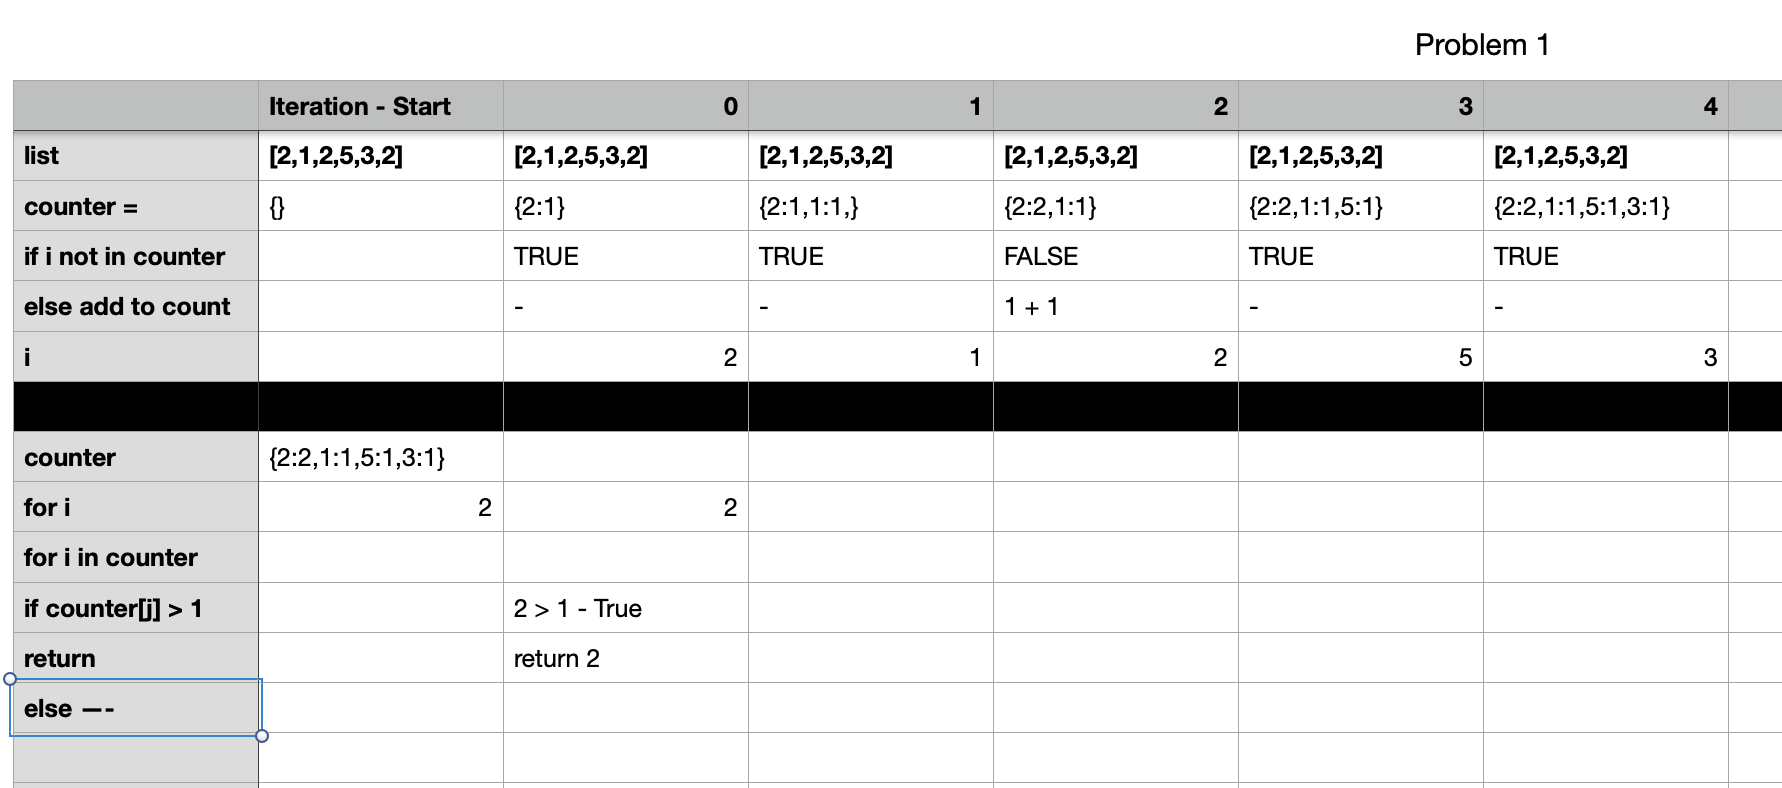 Problem 1
Iteration - Start 0 1 2 3 4
list [2,1,2,5,3,2] [2,1,2,5,3,2] [2,1,2,5,3,2] [2,1,2,5,3,2] [2,1,2,5,3,2] [2,1,2,5,3,2]
counter = {} {2:1} {2:1,1:1,} {2:2,1:1} {2:2,1:1,5:1} {2:2,1:1,5:1,3:1}
if i not in counter TRUE TRUE FALSE TRUE TRUE
else add to count - - 1 + 1 - -
i 2 1 2 5 3
counter {2:2,1:1,5:1,3:1}
for i 2 2
for i in counter
if counter[j] > 1 2 > 1 - True
return return 2
else —-